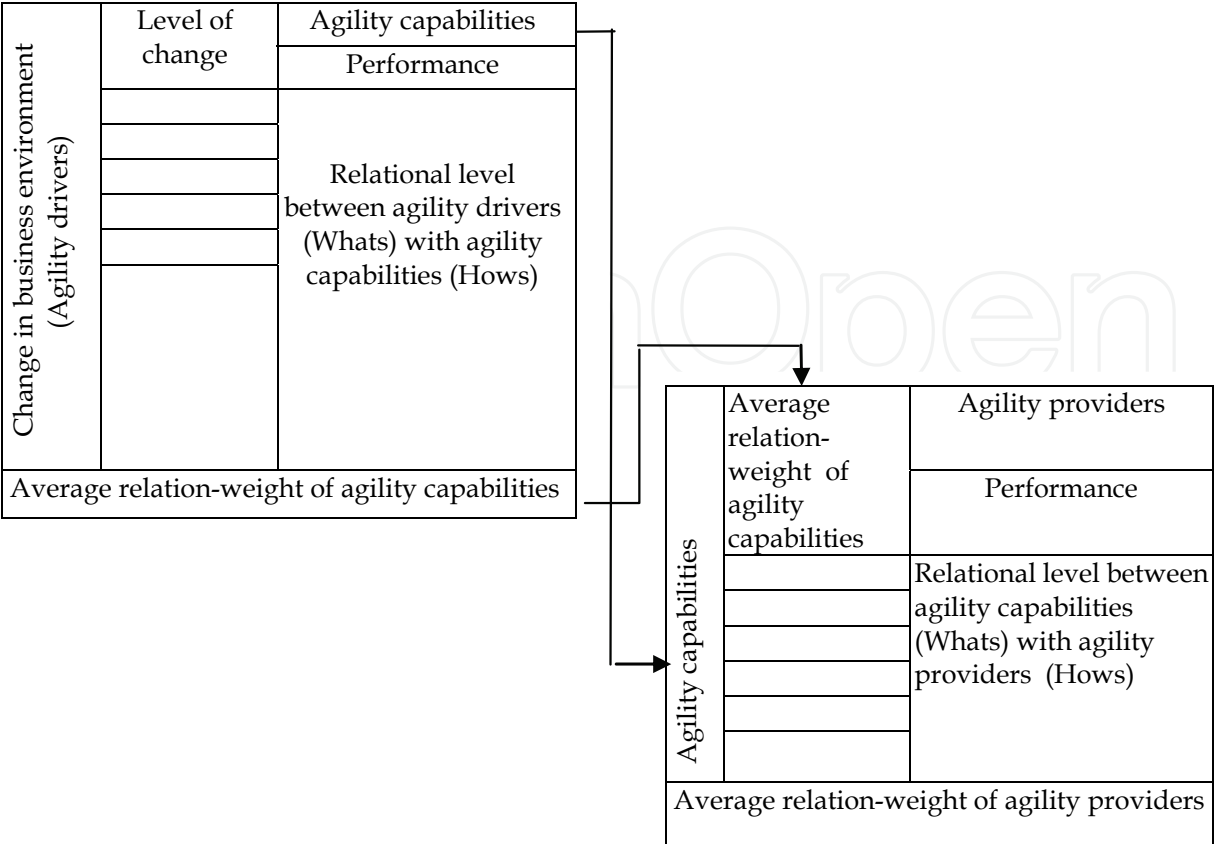 Change in business environment
(Agility drivers)
Level of
change
Agility capabilities
Performance
Relational level
between agility drivers
(Whats) with agility
capabilities (Hows)
Average relation-weight of agility capabilities
Agility capabilities
Average
relation-
weight of
agility
capabilities
Agility providers
Performance
Relational level between
agility capabilities
(Whats) with agility
providers (Hows)
Average relation-weight of agility providers